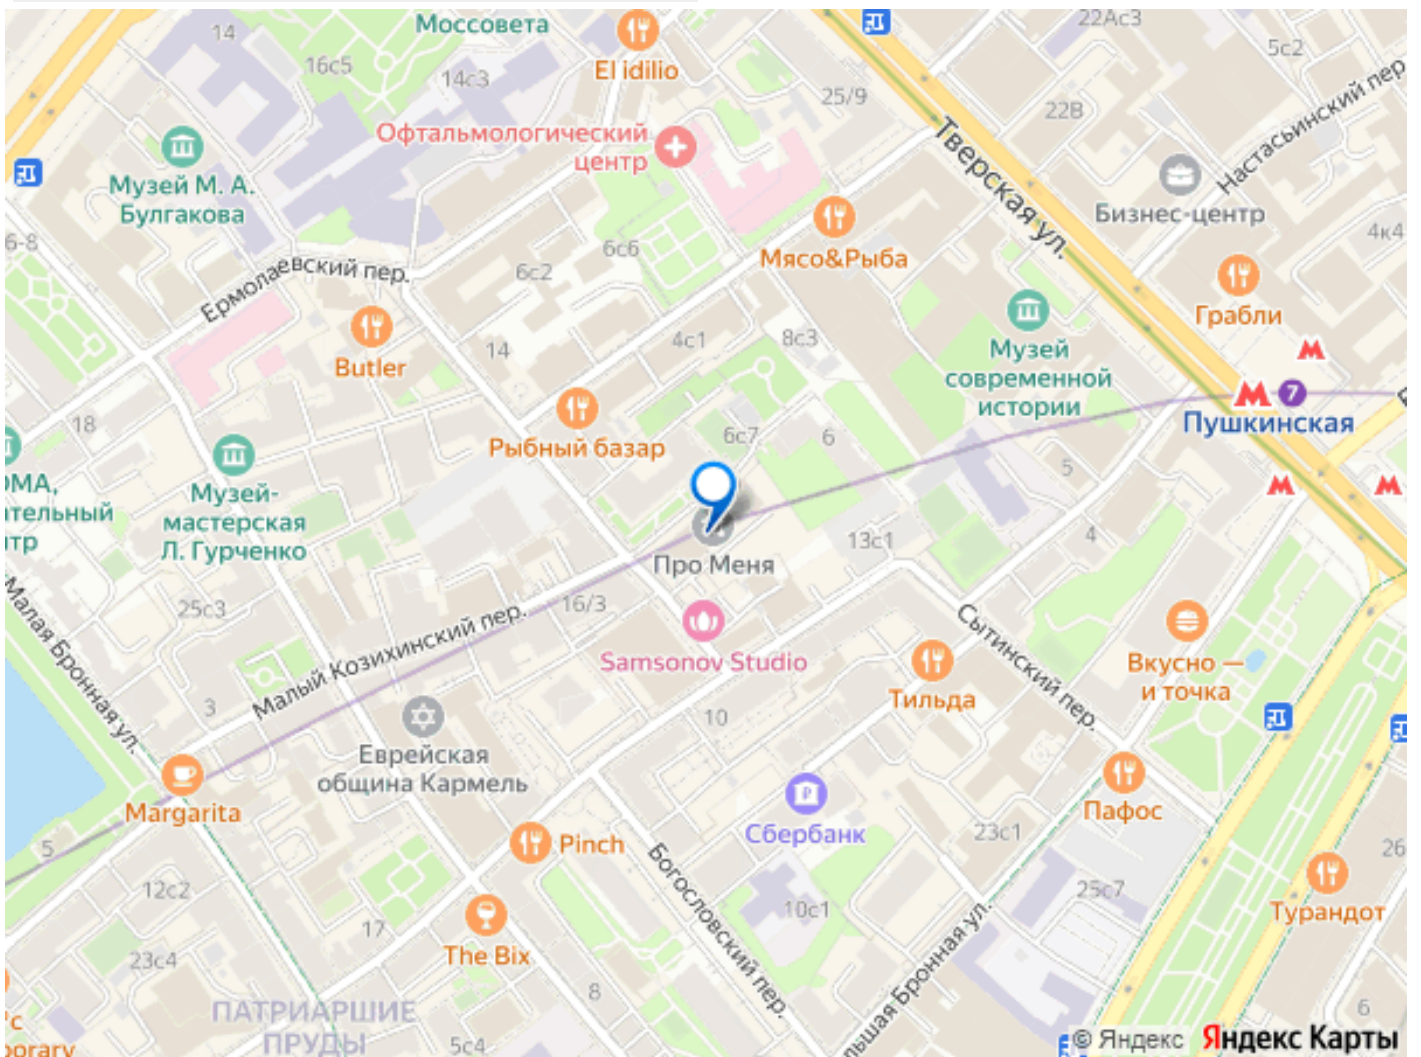 Моссовета
14
16с5
14с3
El idilio
22Ас3
5с2
25/9
22В
Настасьинский пер.
Офтальмологический
центр
Тверская ул.
Музей М. А.
Булгакова
Бизнес-центр
6-8
6с6
4к4
Мясо&Рыба
6с2
Ермолаевский пер.
Грабли
Butler
14
4с1
8с3
Музей
современной
истории
7
Пушкинская
18
Рыбный базар
6с7
6
5
Музей-
мастерская
Л. Гурченко
4
13с1
Про Меня
25с3
16/3
Малая Бронная ул.
Малый Козихинский пер.
Сытинский пер.
Samsonov Studio
Вкусно —
и точка
Тильда
3
10
Еврейская
община Кармель
Margarita
Пафос
Сбербанк
23с1
5
Pinch
26
12с2
Богословский пер.
25с7
10с1
Турандот
17
The Bix
23с4
8
ПАТРИАРШИЕ
ПРУДЫ
5с4
6
© Яндекс Яндекс Карты